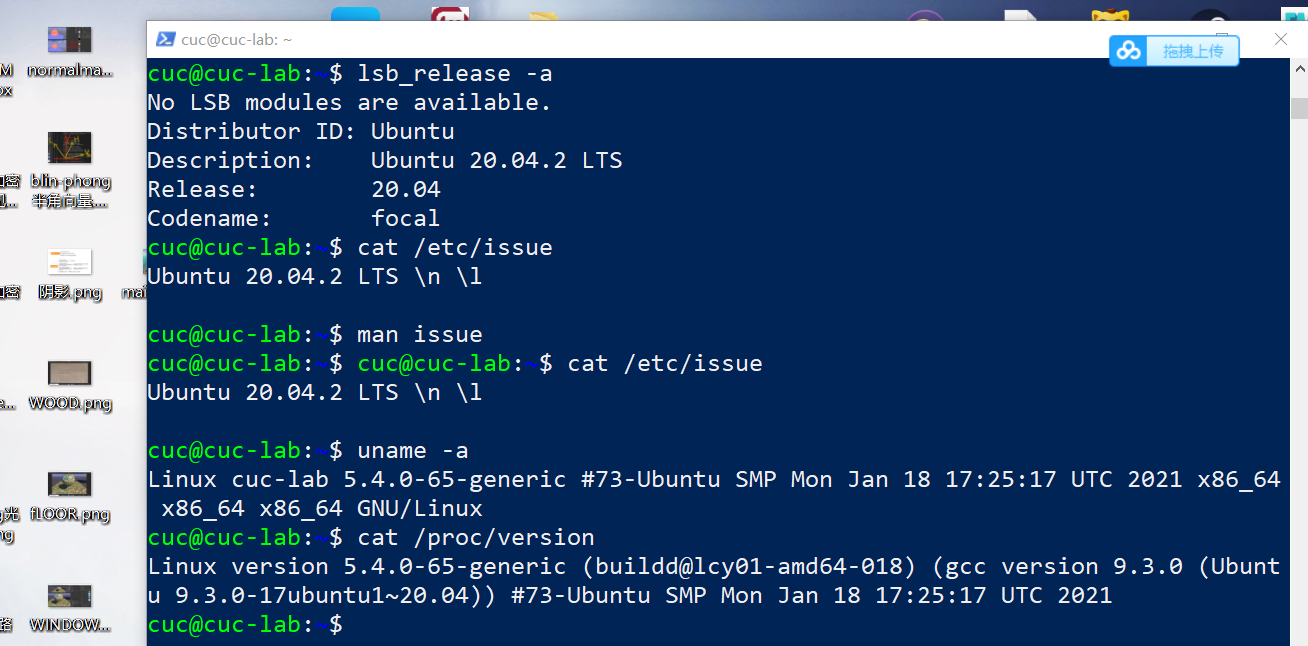 cuc@cuc-lab: ~
拖拽上传
cuc@cuc-lab:~$ lsb_release -a
No LSB modules are available.
Distributor ID: Ubuntu
Description:    Ubuntu 20.04.2 LTS
Release:        20.04
Codename:       focal
cuc@cuc-lab:~$ cat /etc/issue
Ubuntu 20.04.2 LTS \n \l
cuc@cuc-lab:~$ man issue
cuc@cuc-lab:~$ cuc@cuc-lab:~$ cat /etc/issue
Ubuntu 20.04.2 LTS \n \l
cuc@cuc-lab:~$ uname -a
Linux cuc-lab 5.4.0-65-generic #73-Ubuntu SMP Mon Jan 18 17:25:17 UTC 2021 x86_64
 x86_64 x86_64 GNU/Linux
cuc@cuc-lab:~$ cat /proc/version
Linux version 5.4.0-65-generic (buildd@lcy01-amd64-018) (gcc version 9.3.0 (Ubunt
u 9.3.0-17ubuntu1~20.04)) #73-Ubuntu SMP Mon Jan 18 17:25:17 UTC 2021
cuc@cuc-lab:~$
normalma...
blin-phong
半角向量...
阴影.png
WOOD.png
fLOOR.png
WINDOW...